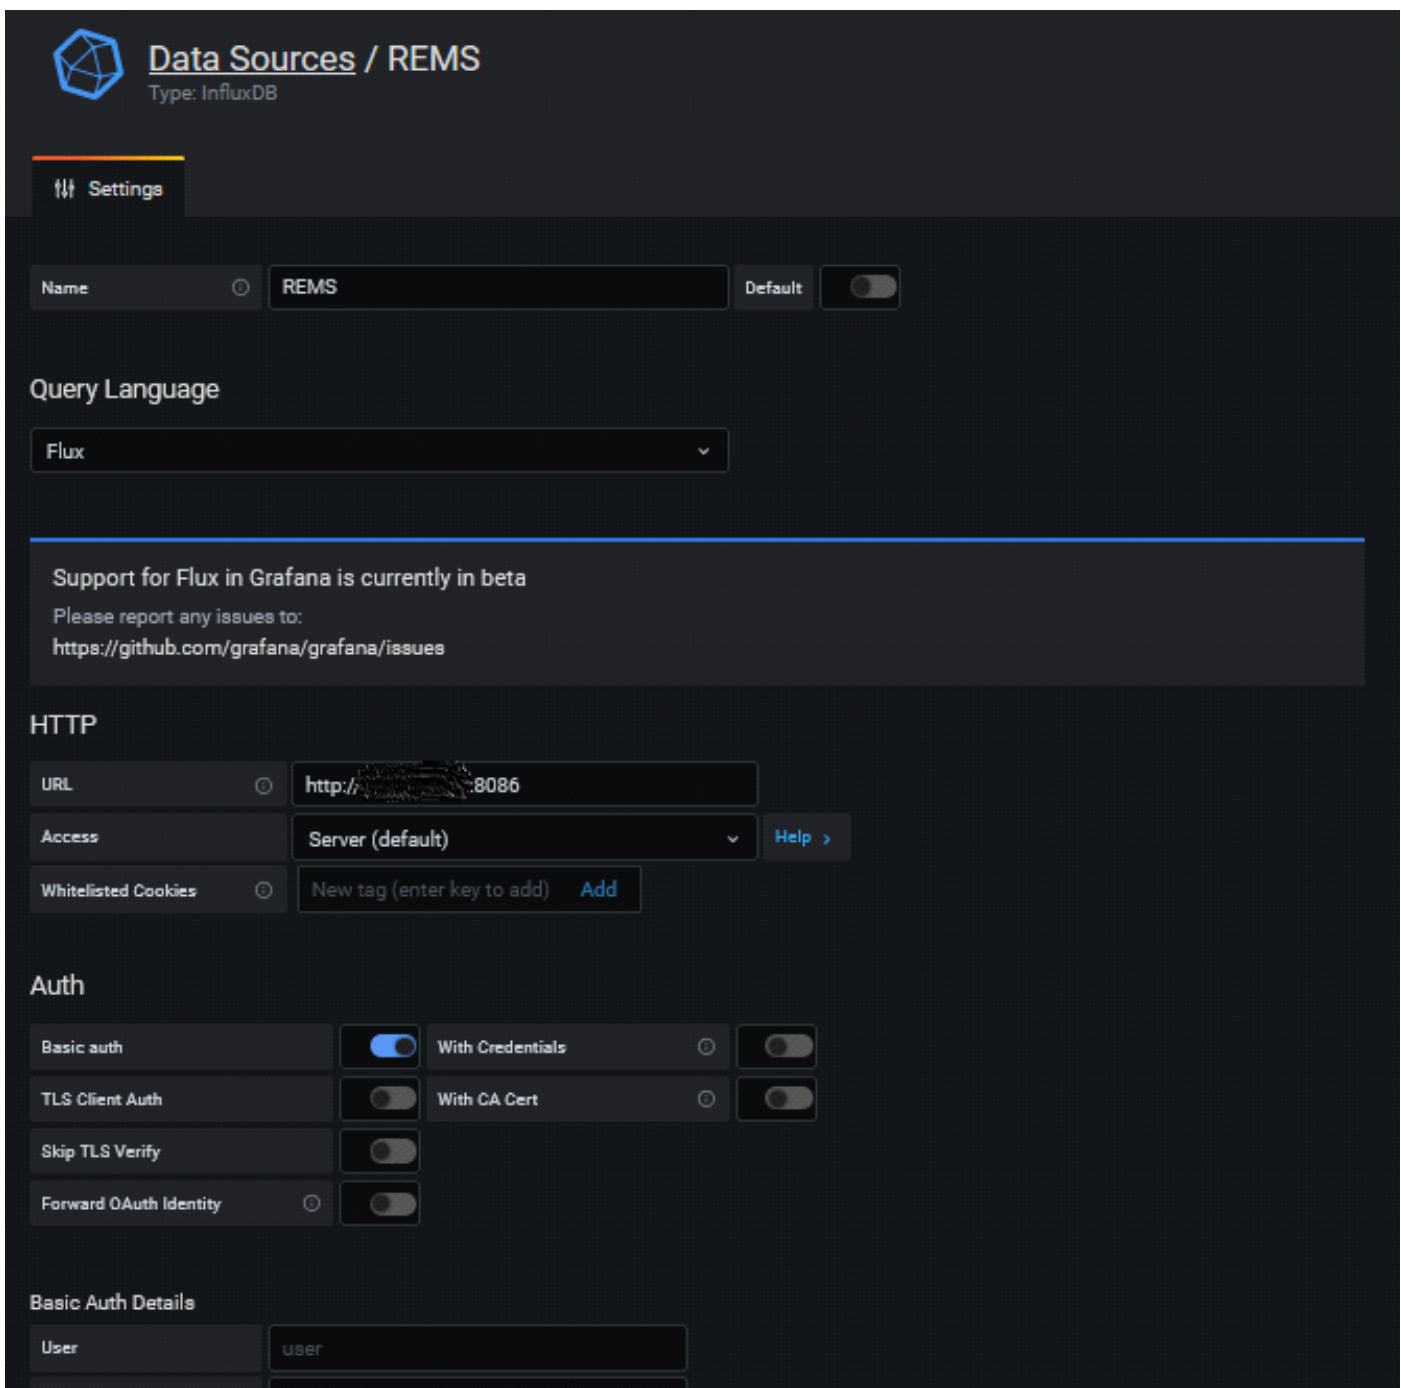 Data Sources / REMS
Type: InfluxDB
Settings
Name REMS Default
Query Language
Flux
Support for Flux in Grafana is currently in beta
Please report any issues to:
https://github.com/grafana/grafana/issues
HTTP
URL http:// :8086
Access Server (default) Help >
Whitelisted Cookies New tag (enter key to add) Add
Auth
Basic auth With Credentials
TLS Client Auth With CA Cert
Skip TLS Verify
Forward OAuth Identity
Basic Auth Details
User user